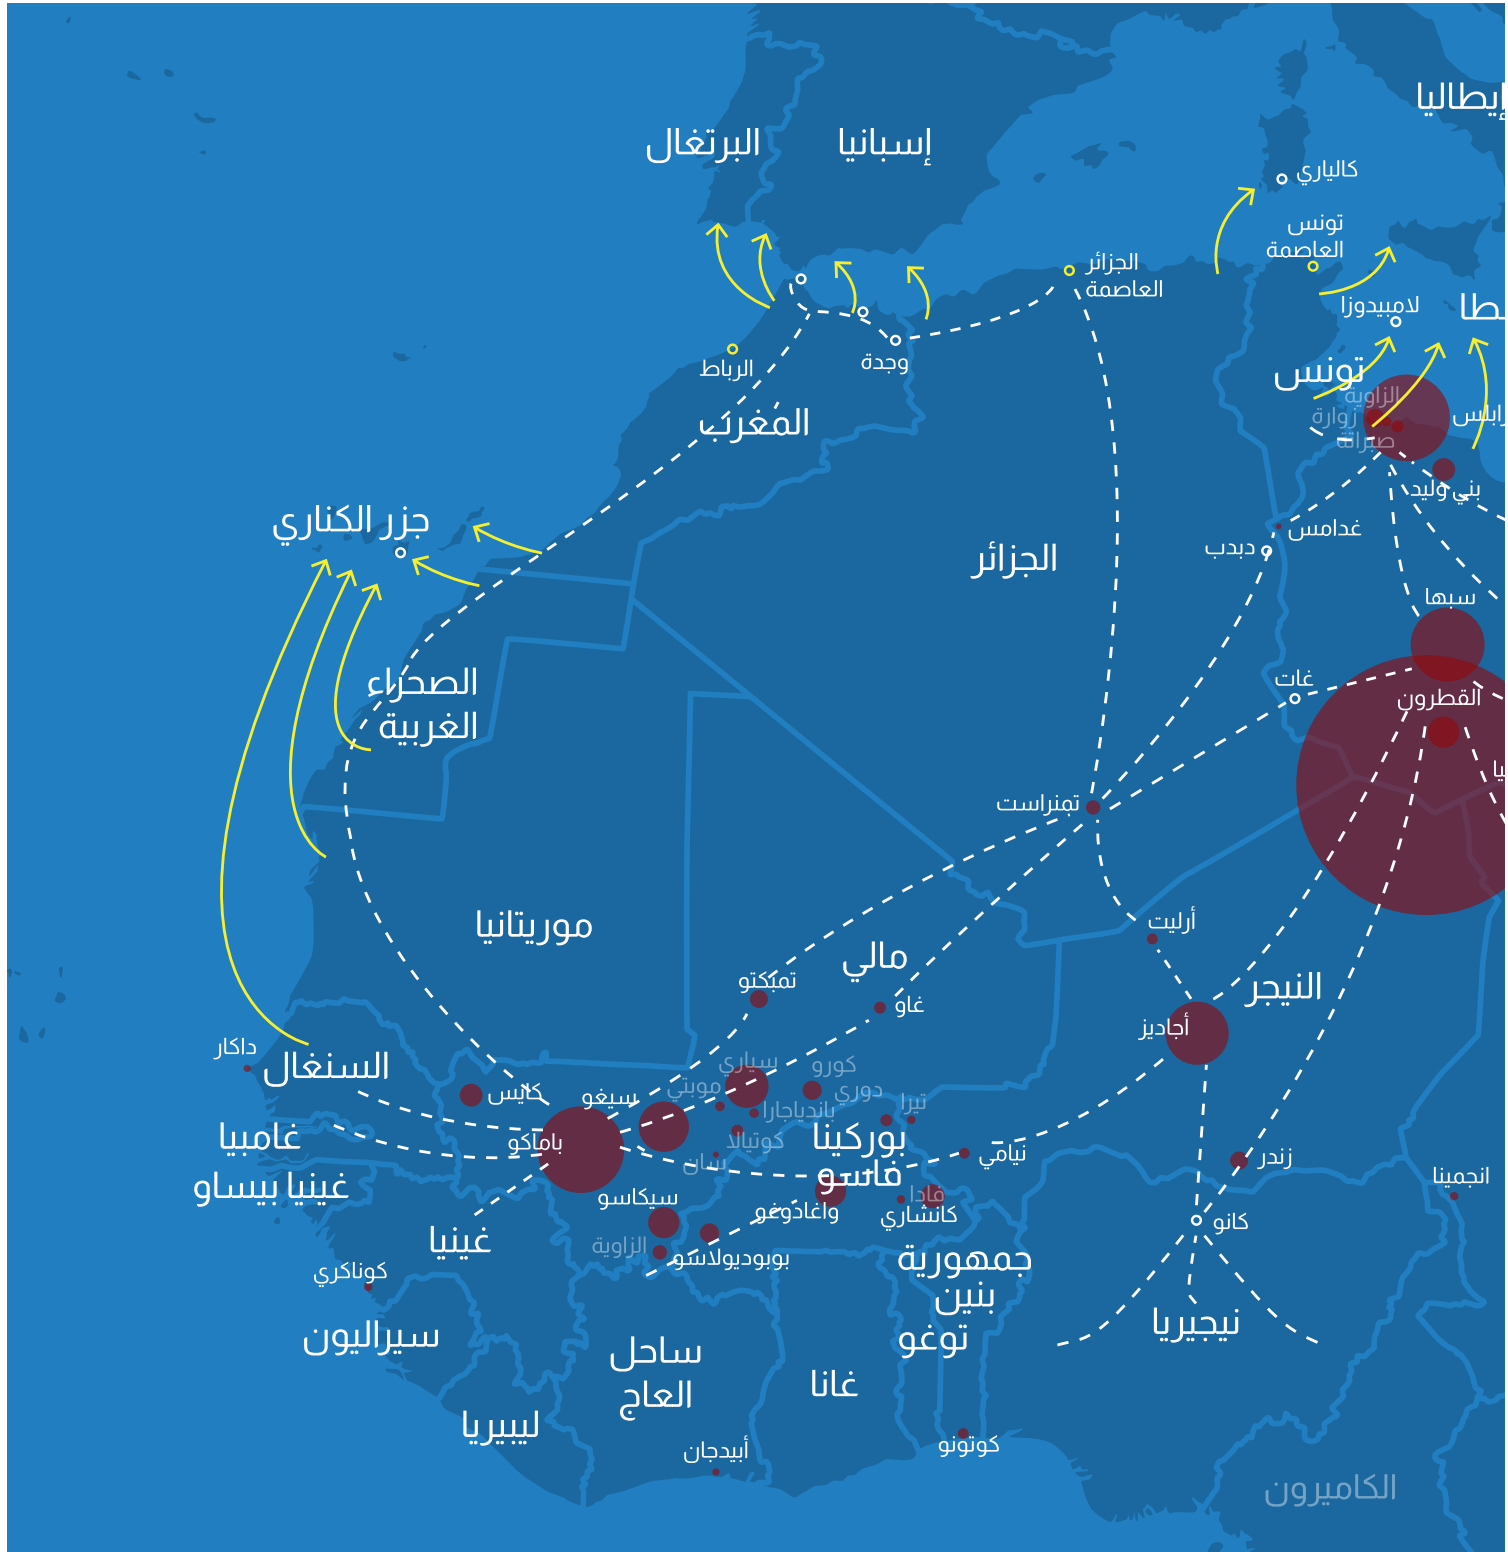 إيطاليا
البرتغال
إسبانيا
كالياري
تونس
العاصمة
الجزائر
العاصمة
لامبيدوزا
وجدة
الرباط
تونس
الزاوية
زوارة
صبراتة
المغرب
بني وليد
جزر الكناري
غدامس
دبدب
الجزائر
سبها
الصحراء
الغربية
غات
القطرون
تمنراست
موريتانيا
أرليت
مالي
تمبكتو
غاو
النيجر
أجاديز
داكار
السنغال
كايس
سيغو
سياري
موبتي
كورو
دوري
باندياجارا
تيرا
غامبيا
باماكو
كوتيالا
سان
بوركينا
فاسو
نيامي
زندر
انجمينا
غينيا بيساو
سيكاسو
واغادوغو
فادا
كانشاري
كانو
غينيا
الزاوية
بوبوديولاسو
جمهورية
بنين
كوناكري
سيراليون
توغو
نيجيريا
ساحل
العاج
غانا
ليبيريا
أبيدجان
كوتونو
الكاميرون